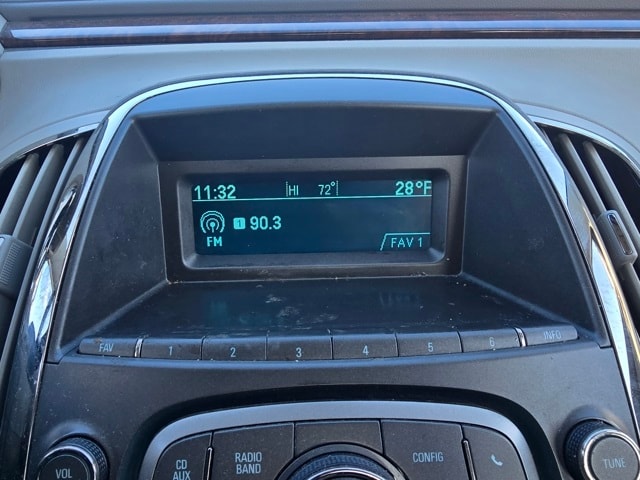 11:32 HI 72° 28°F
1 90.3
FM
FAV 1
FAV 1 2 3 4 5 6 INFO
RADIO BAND CONFIG
CD AUX
VOL TUNE